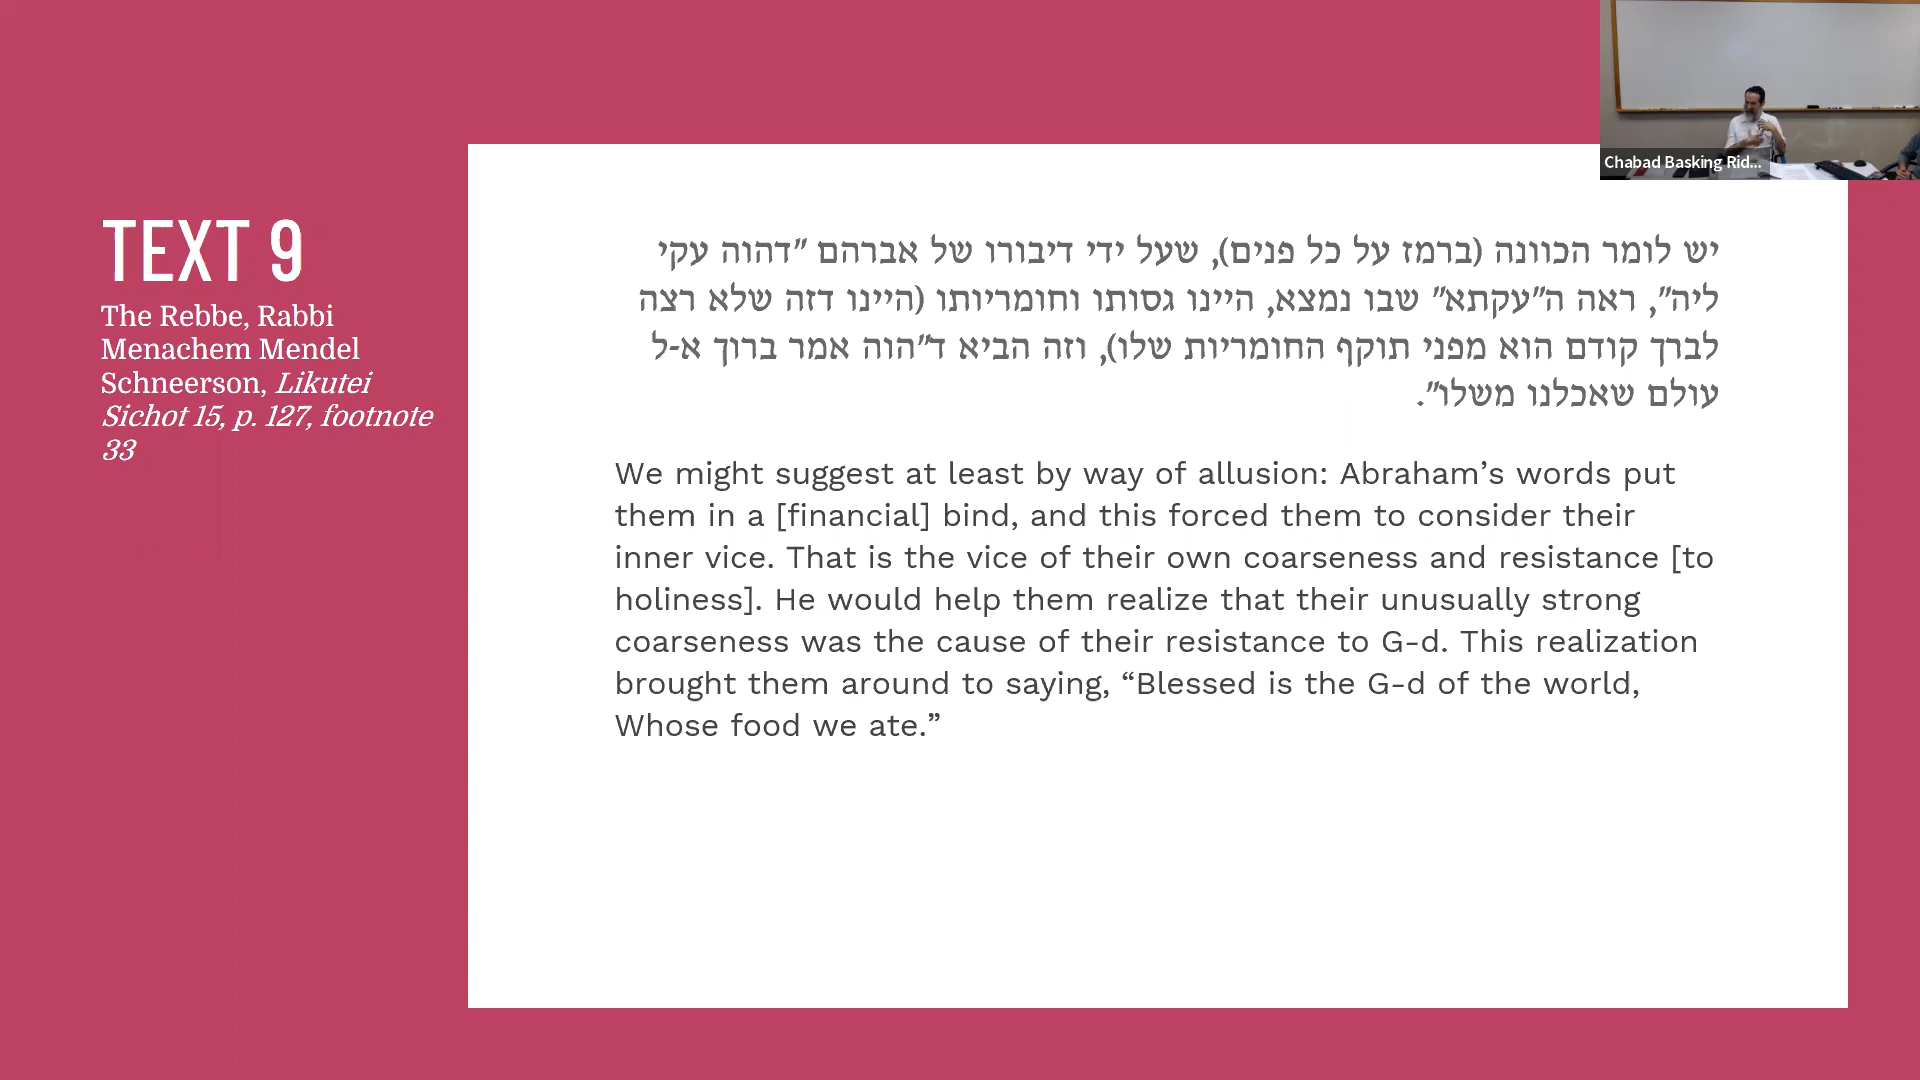 TEXT 9
The Rebbe, Rabbi
Menachem Mendel
Schneerson, Likutei
Sichot 15, p. 127, footnote
33
יש לומר הכוונה (ברמז על כל פנים), שעל ידי דיבורו של אברהם "דהוה עקי
ליה", ראה ה"עקתא" שבו נמצא, היינו גסותו וחומריותו (היינו דזה שלא רצה
לברך קודם הוא מפני תוקף החומריות שלו), וזה הביא ד"הוה אמר ברוך א-ל
עולם שאכלנו משלו".
We might suggest at least by way of allusion: Abraham’s words put
them in a [financial] bind, and this forced them to consider their
inner vice. That is the vice of their own coarseness and resistance [to
holiness]. He would help them realize that their unusually strong
coarseness was the cause of their resistance to G-d. This realization
brought them around to saying, “Blessed is the G-d of the world,
Whose food we ate.”
Chabad Basking Rid...